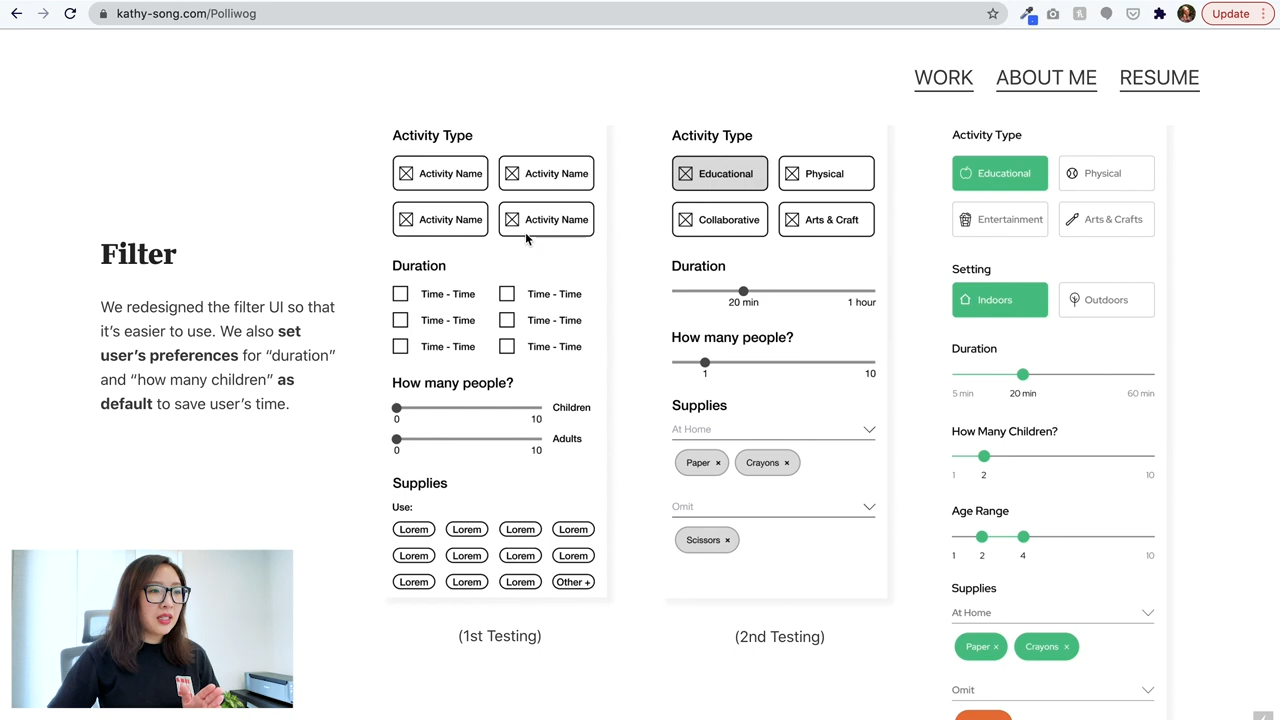 kathy-song.com/Polliwog
Update
WORK
ABOUT ME
RESUME
Filter
We redesigned the filter UI so that
it's easier to use. We also set
user's preferences for "duration"
and "how many children" as
default to save user's time.
Activity Type
Activity Name
Activity Name
Activity Name
Activity Name
Duration
Time - Time
Time - Time
Time - Time
Time - Time
Time - Time
Time - Time
How many people?
Children
0
10
Adults
0
10
Supplies
Use:
Lorem
Lorem
Lorem
Lorem
Lorem
Lorem
Lorem
Lorem
Lorem
Lorem
Lorem
Other +
(1st Testing)
Activity Type
Educational
Physical
Collaborative
Arts & Craft
Duration
20 min
1 hour
How many people?
1
10
Supplies
At Home
Paper ×
Crayons ×
Omit
Scissors ×
(2nd Testing)
Activity Type
Educational
Physical
Entertainment
Arts & Crafts
Setting
Indoors
Outdoors
Duration
5 min
20 min
60 min
How Many Children?
1
2
10
Age Range
1
2
4
10
Supplies
At Home
Paper ×
Crayons ×
Omit